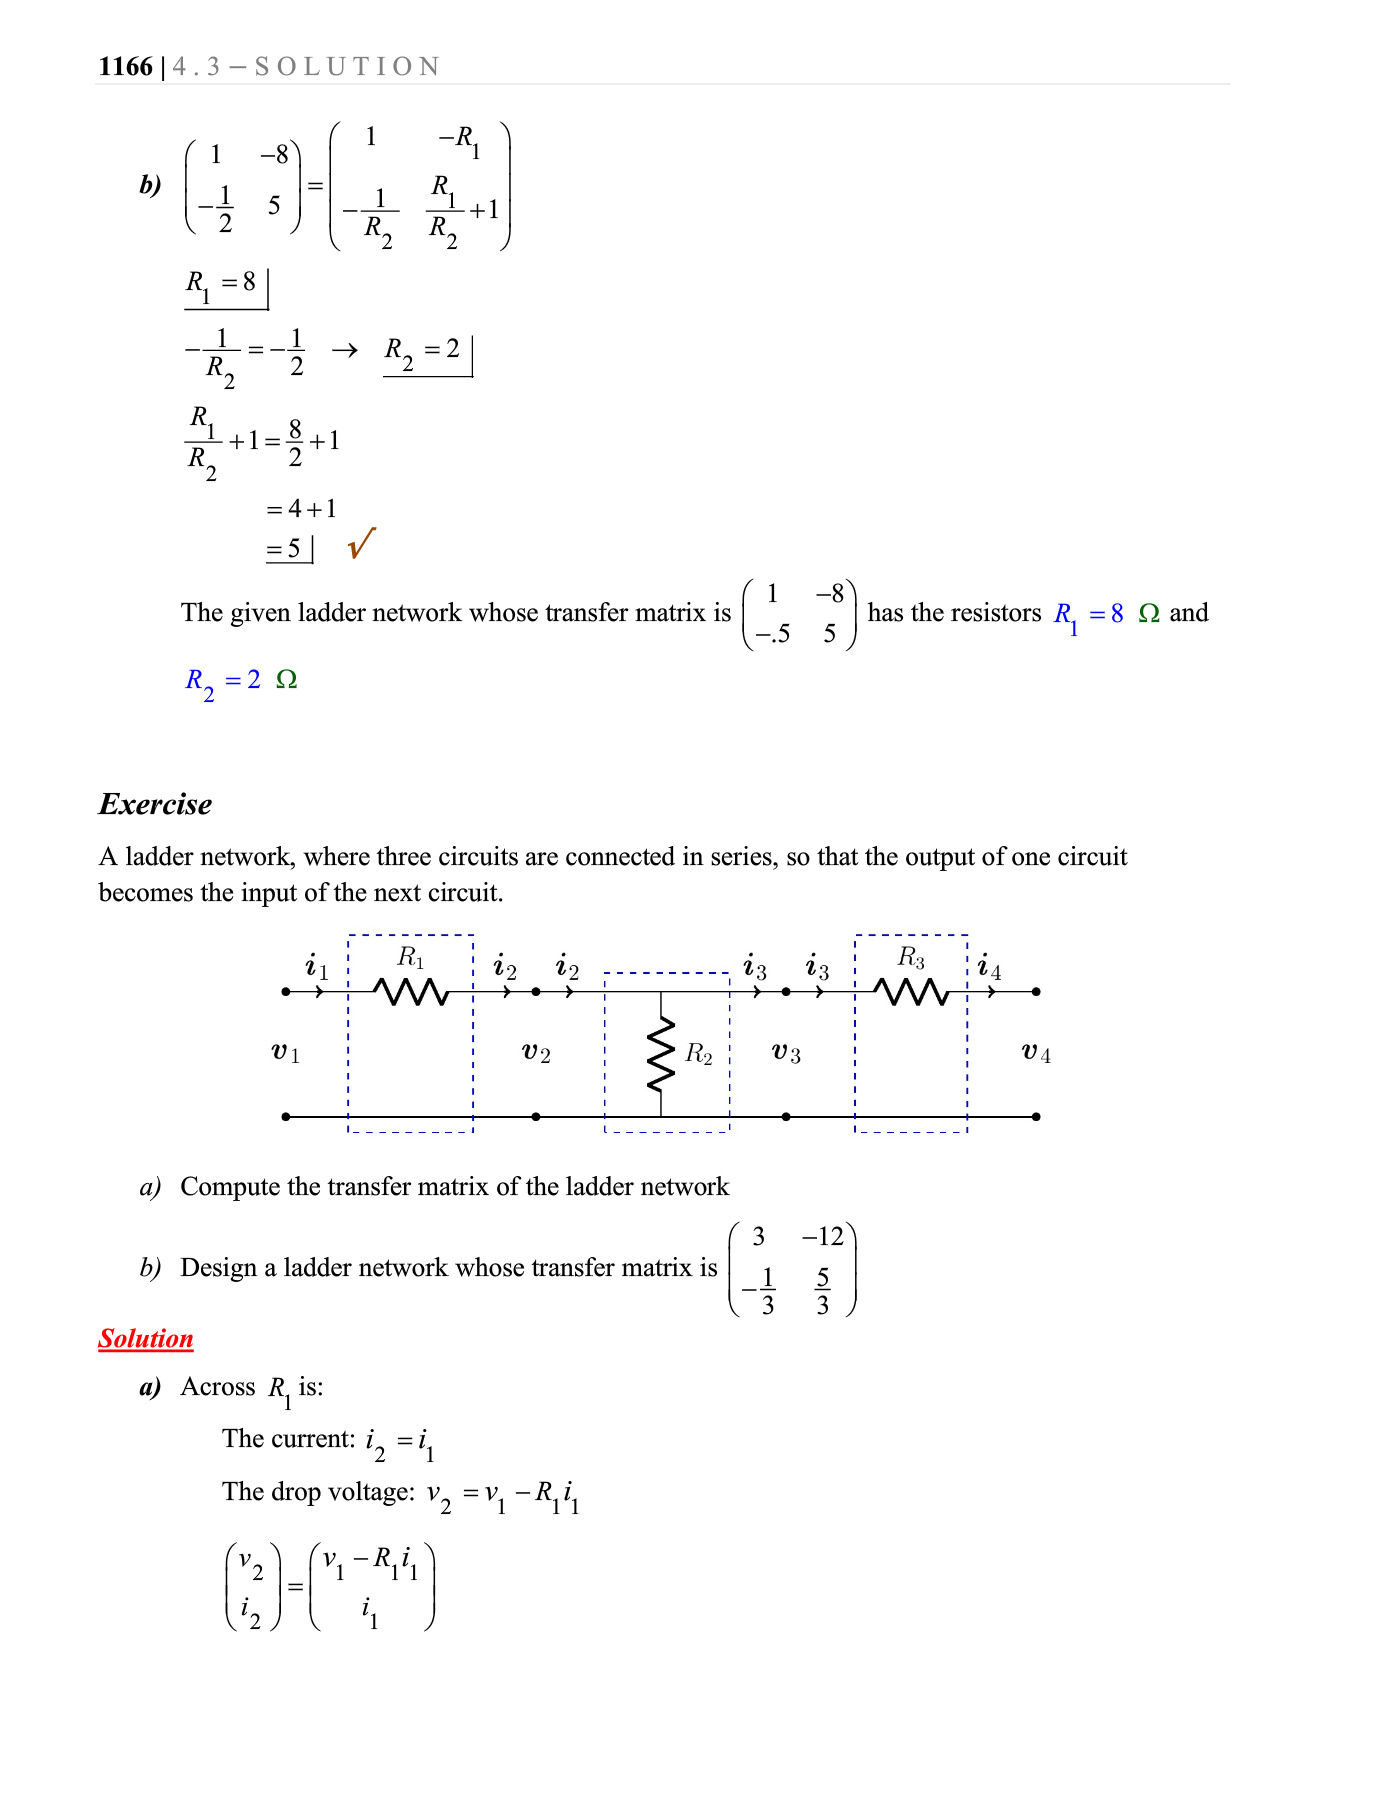 1166 | 4.3 – SOLUTION
b) $\begin{pmatrix} 1 & -8 \\ -\frac{1}{2} & 5 \end{pmatrix} = \begin{pmatrix} 1 & -R_1 \\ -\frac{1}{R_2} & \frac{R_1}{R_2}+1 \end{pmatrix}$
$R_1 = 8$
$-\frac{1}{R_2} = -\frac{1}{2} \rightarrow R_2 = 2$
$\frac{R_1}{R_2}+1 = \frac{8}{2}+1$
$= 4+1$
$= 5$ √
The given ladder network whose transfer matrix is $\begin{pmatrix} 1 & -8 \\ -.5 & 5 \end{pmatrix}$ has the resistors $R_1 = 8\ \Omega$ and
$R_2 = 2\ \Omega$
Exercise
A ladder network, where three circuits are connected in series, so that the output of one circuit
becomes the input of the next circuit.
$i_1$ $R_1$ $i_2$ $i_2$ $i_3$ $i_3$ $R_3$ $i_4$
$v_1$ $v_2$ $R_2$ $v_3$ $v_4$
a) Compute the transfer matrix of the ladder network
b) Design a ladder network whose transfer matrix is $\begin{pmatrix} 3 & -12 \\ -\frac{1}{3} & \frac{5}{3} \end{pmatrix}$
Solution
a) Across $R_1$ is:
The current: $i_2 = i_1$
The drop voltage: $v_2 = v_1 - R_1 i_1$
$\begin{pmatrix} v_2 \\ i_2 \end{pmatrix} = \begin{pmatrix} v_1 - R_1 i_1 \\ i_1 \end{pmatrix}$